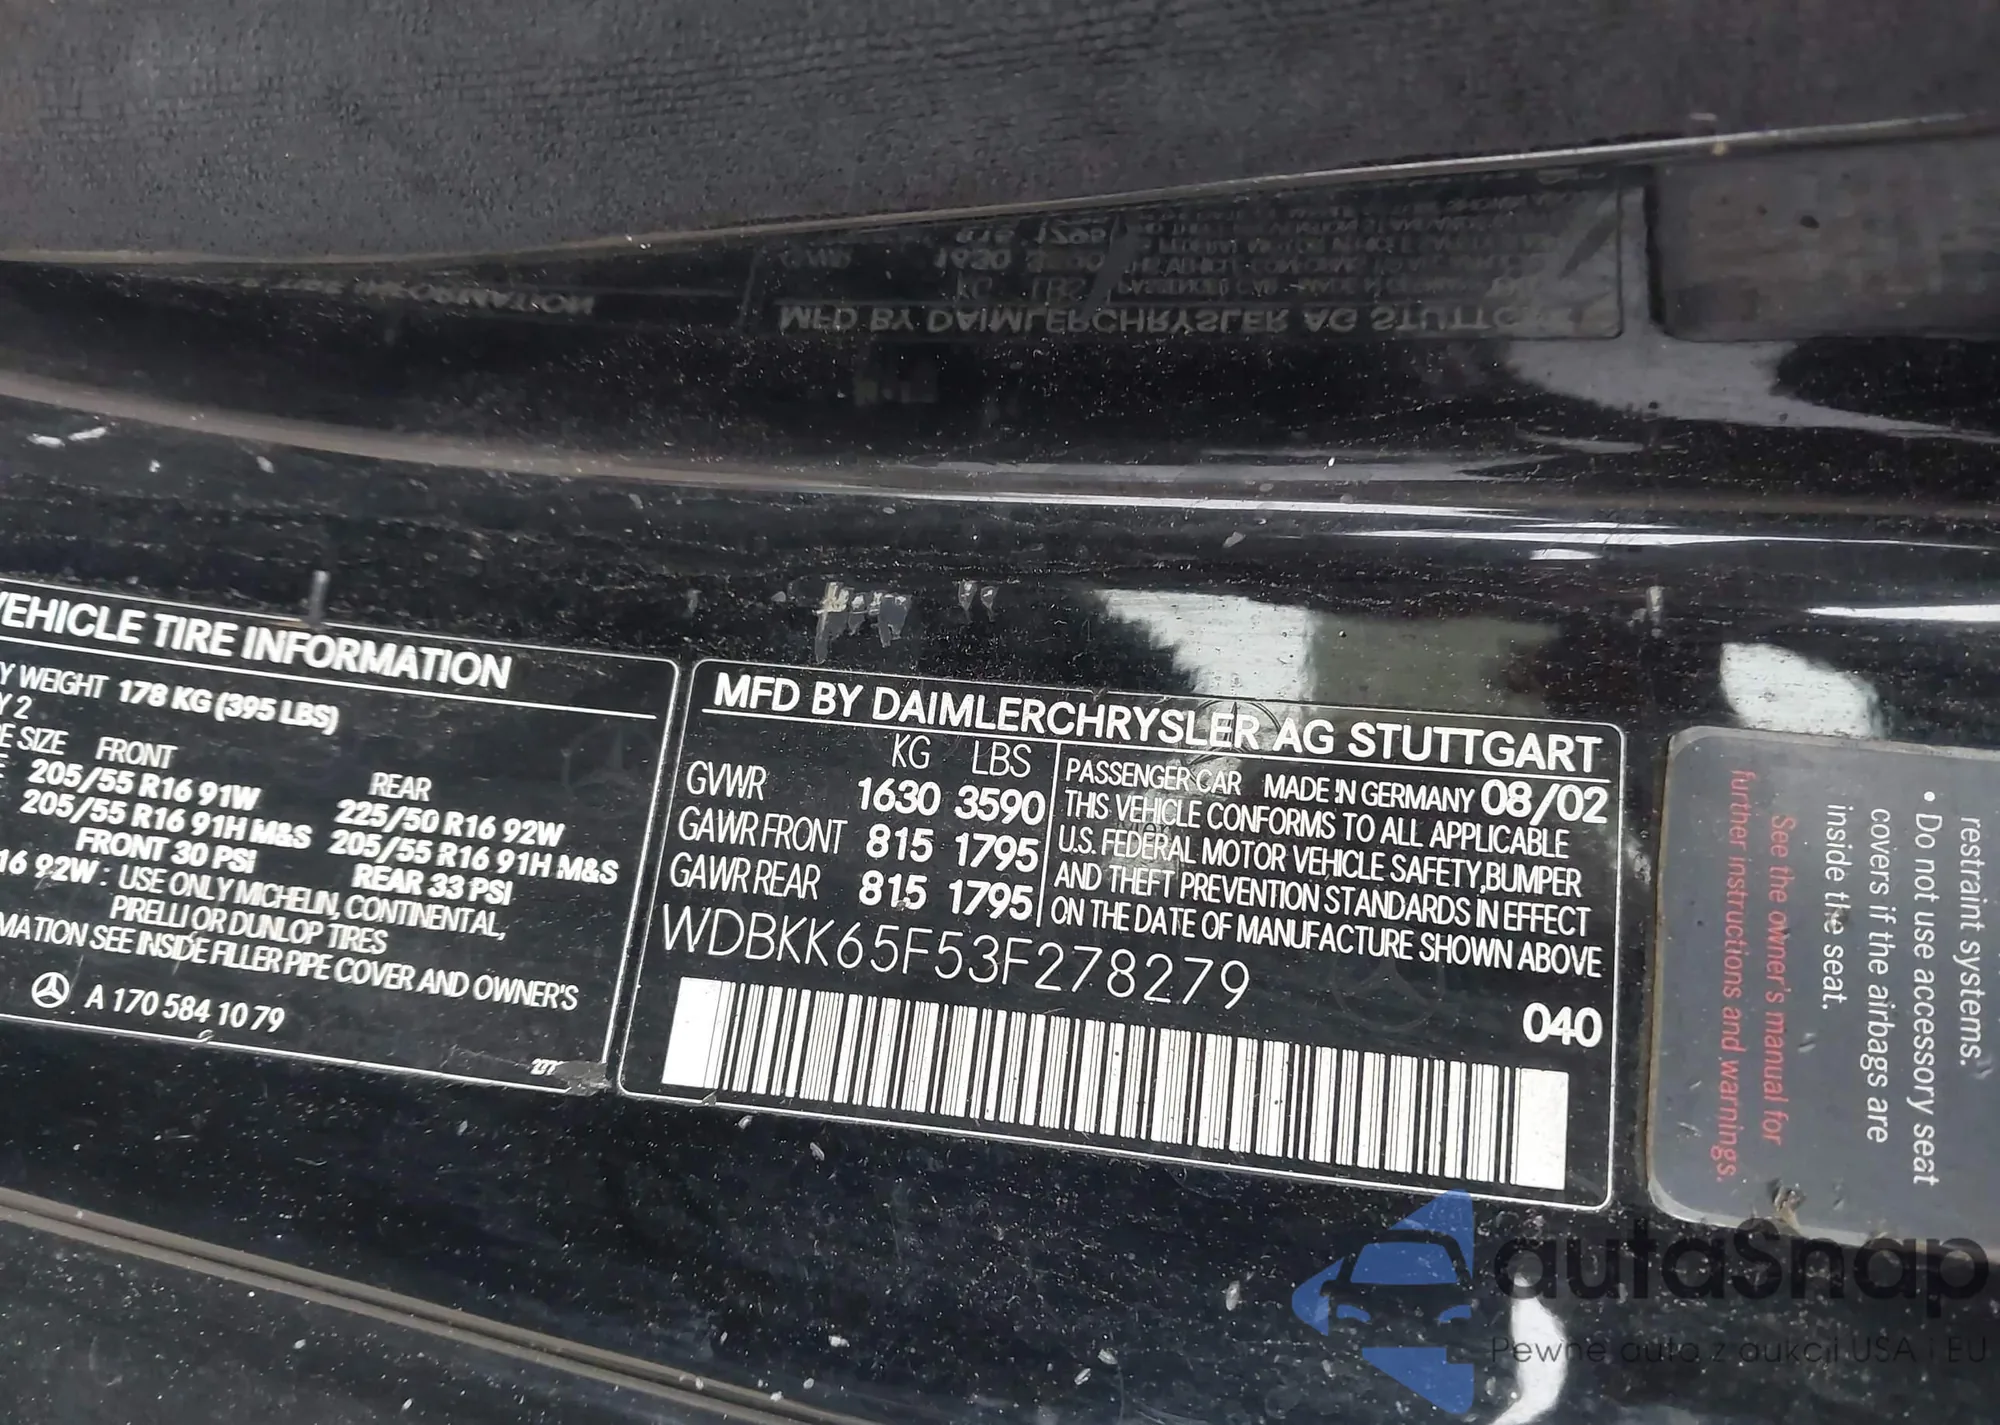 VEHICLE TIRE INFORMATION
Y WEIGHT 178 KG (395 LBS)
Y 2
E SIZE FRONT REAR
205/55 R16 91W 225/50 R16 92W
205/55 R16 91H M&S 205/55 R16 91H M&S
FRONT 30 PSI REAR 33 PSI
16 92W: USE ONLY MICHELIN, CONTINENTAL,
PIRELLI OR DUNLOP TIRES
MATION SEE INSIDE FILLER PIPE COVER AND OWNER'S
A 170 584 10 79
MFD BY DAIMLERCHRYSLER AG STUTTGART
KG LBS
GVWR 1630 3590
GAWR FRONT 815 1795
GAWR REAR 815 1795
PASSENGER CAR MADE IN GERMANY 08/02
THIS VEHICLE CONFORMS TO ALL APPLICABLE
U.S. FEDERAL MOTOR VEHICLE SAFETY, BUMPER
AND THEFT PREVENTION STANDARDS IN EFFECT
ON THE DATE OF MANUFACTURE SHOWN ABOVE
WDBKK65F53F278279
040
restraint systems.
• Do not use accessory seat
covers if the airbags are
inside the seat.
See the owner's manual for
further instructions and warnings.
autaSnap
Pewne auto z aukcji USA i EU